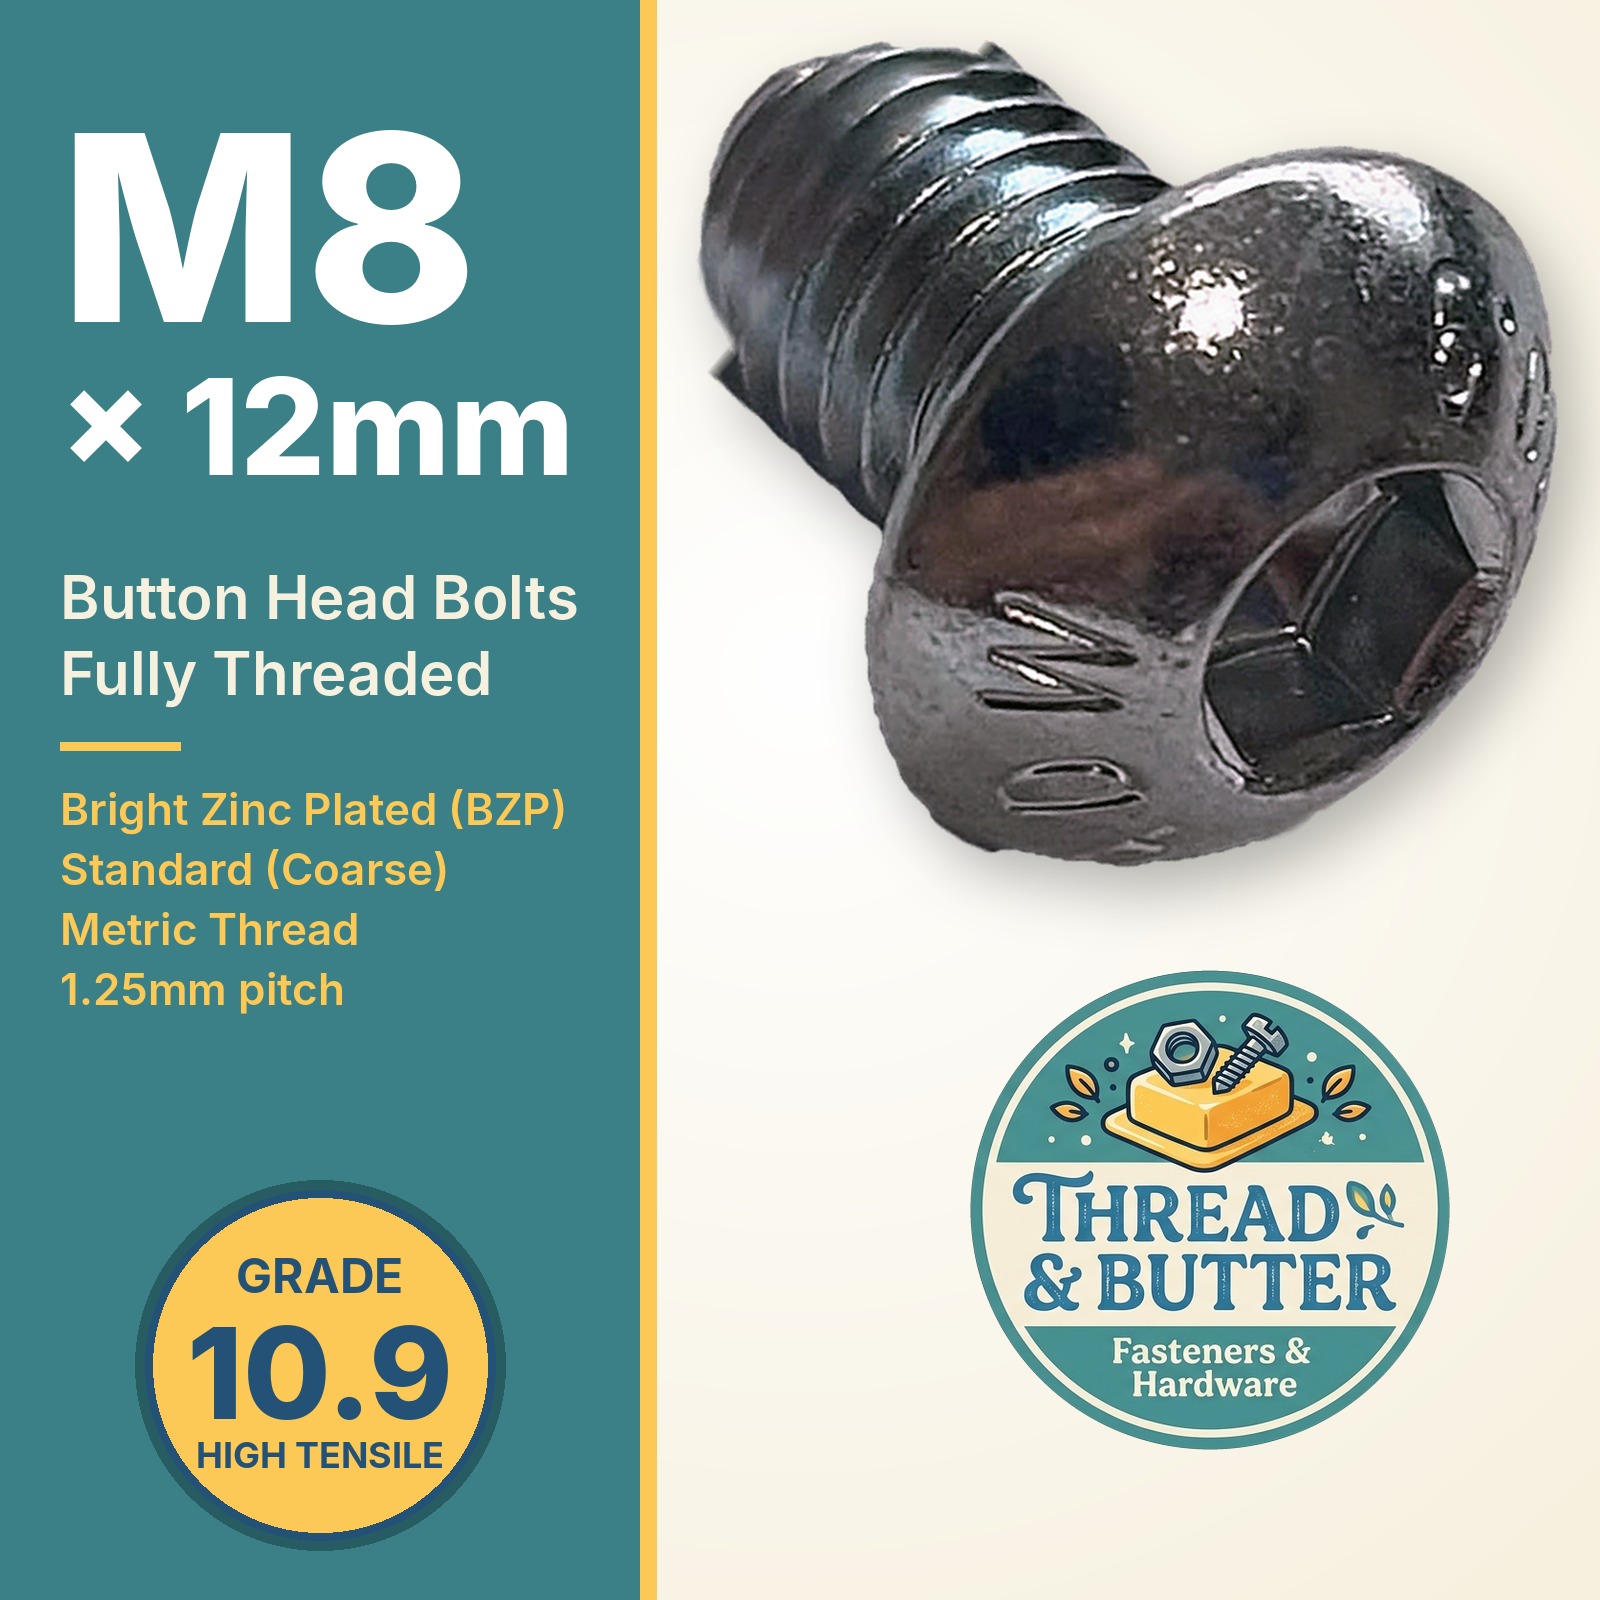 M8
× 12mm
Button Head Bolts
Fully Threaded
Bright Zinc Plated (BZP)
Standard (Coarse)
Metric Thread
1.25mm pitch
GRADE
10.9
HIGH TENSILE
THREAD
& BUTTER
Fasteners &
Hardware